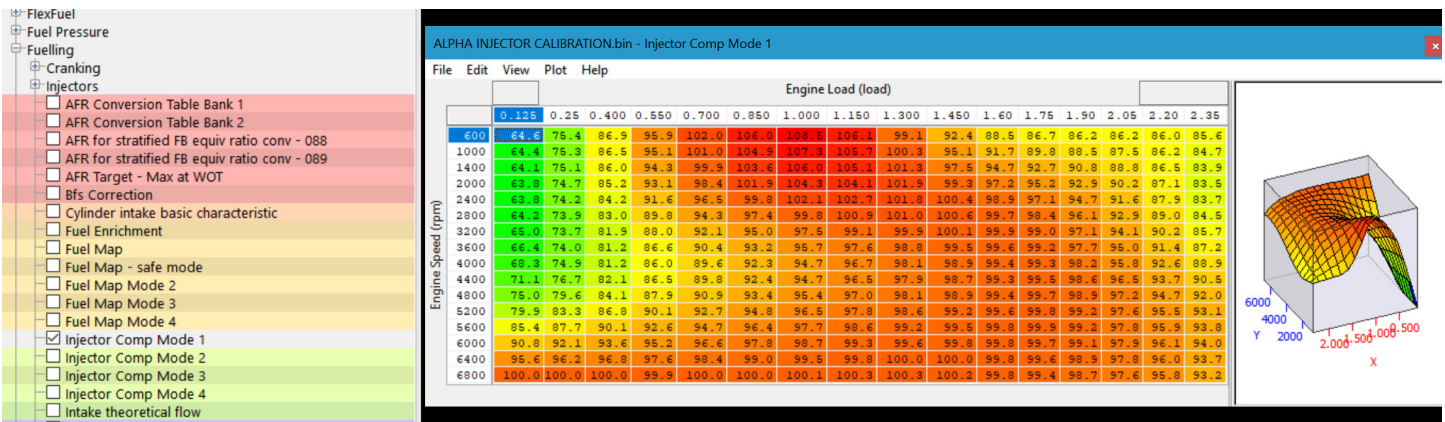 FlexFuel
Fuel Pressure
Fuelling
Cranking
Injectors
AFR Conversion Table Bank 1
AFR Conversion Table Bank 2
AFR for stratified FB equiv ratio conv - 088
AFR for stratified FB equiv ratio conv - 089
AFR Target - Max at WOT
Bfs Correction
Cylinder intake basic characteristic
Fuel Enrichment
Fuel Map
Fuel Map - safe mode
Fuel Map Mode 2
Fuel Map Mode 3
Fuel Map Mode 4
Injector Comp Mode 1
Injector Comp Mode 2
Injector Comp Mode 3
Injector Comp Mode 4
Intake theoretical flow
ALPHA INJECTOR CALIBRATION.bin - Injector Comp Mode 1
File Edit View Plot Help
Engine Load (load)
0.125 0.25 0.400 0.550 0.700 0.850 1.000 1.150 1.300 1.450 1.60 1.75 1.90 2.05 2.20 2.35
Engine Speed (rpm)
600 64.6 75.4 86.9 95.9 102.0 106.0 108.5 106.1 99.1 92.4 88.5 86.7 86.2 86.2 86.0 85.6
1000 64.4 75.3 86.5 95.1 101.0 104.9 107.3 105.7 100.3 95.1 91.7 89.8 88.5 87.5 86.2 84.7
1400 64.1 75.1 86.0 94.3 99.9 103.6 106.0 105.1 101.3 97.5 94.7 92.7 90.8 88.8 86.5 83.9
2000 63.8 74.7 85.2 93.1 98.4 101.9 104.3 104.1 101.9 99.3 97.2 95.2 92.9 90.2 87.1 83.5
2400 63.8 74.2 84.2 91.6 96.5 99.8 102.1 102.7 101.8 100.4 98.9 97.1 94.7 91.6 87.9 83.7
2800 64.2 73.9 83.0 89.8 94.3 97.4 99.8 100.9 101.0 100.6 99.7 98.4 96.1 92.9 89.0 84.5
3200 65.0 73.7 81.9 88.0 92.1 95.0 97.5 99.1 99.9 100.1 99.9 99.0 97.1 94.1 90.2 85.7
3600 66.4 74.0 81.2 86.6 90.4 93.2 95.7 97.6 98.8 99.5 99.6 99.2 97.7 95.0 91.4 87.2
4000 68.3 74.9 81.2 86.0 89.6 92.3 94.7 96.7 98.1 98.9 99.4 99.3 98.2 95.8 92.6 88.9
4400 71.1 76.7 82.1 86.5 89.8 92.4 94.7 96.5 97.9 98.7 99.3 99.5 98.6 96.5 93.7 90.5
4800 75.0 79.6 84.1 87.9 90.9 93.4 95.4 97.0 98.1 98.9 99.4 99.7 98.9 97.2 94.7 92.0
5200 79.9 83.3 86.8 90.1 92.7 94.8 96.5 97.8 98.6 99.2 99.6 99.8 99.2 97.6 95.5 93.1
5600 85.4 87.7 90.1 92.6 94.7 96.4 97.7 98.6 99.2 99.5 99.8 99.9 99.2 97.8 95.9 93.8
6000 90.8 92.1 93.6 95.2 96.6 97.8 98.7 99.3 99.6 99.8 99.8 99.7 99.1 97.9 96.1 94.0
6400 95.6 96.2 96.8 97.6 98.4 99.0 99.5 99.8 100.0 100.0 99.8 99.6 98.9 97.8 96.0 93.7
6800 100.0 100.0 100.0 99.9 100.0 100.0 100.1 100.3 100.3 100.2 99.8 99.4 98.7 97.6 95.8 93.2
6000
4000
Y 2000
2.000 1.500 1.000 0.500
X